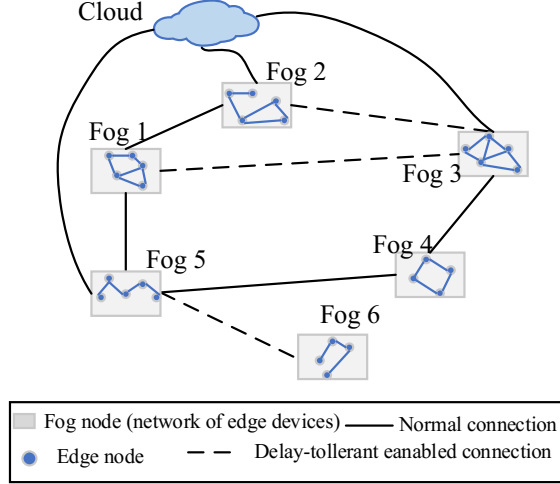 Cloud
Fog 2
Fog 1
Fog 3
Fog 4
Fog 5
Fog 6
Fog node (network of edge devices)
Normal connection
Edge node
Delay-tollerant eanabled connection